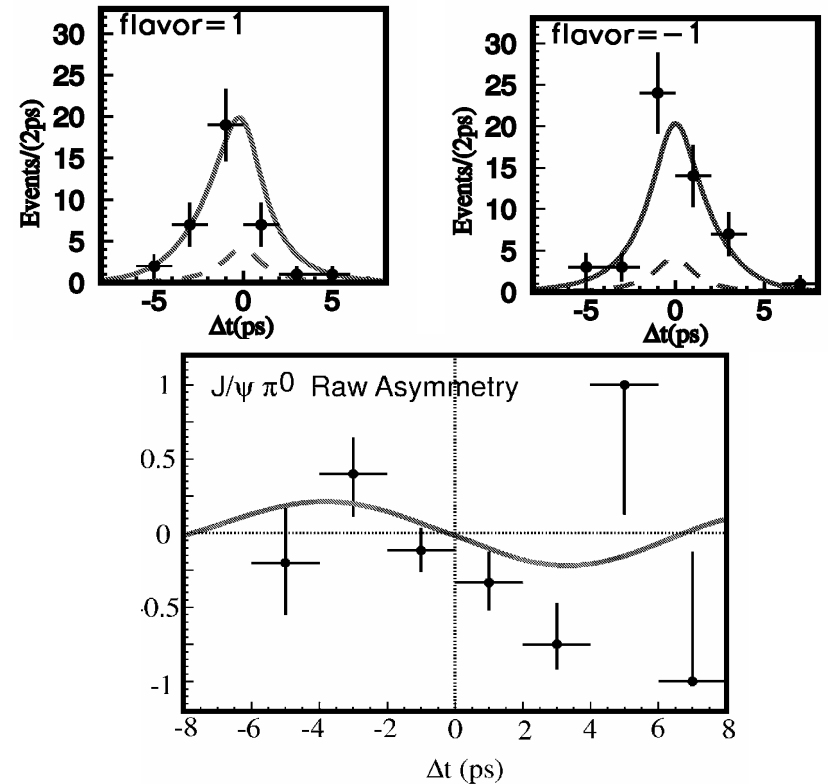 flavor=1
Events/(2ps)
30
25
20
15
10
5
0
-5 0 5
Δt(ps)
flavor=-1
Events/(2ps)
30
25
20
15
10
5
0
-5 0 5
Δt(ps)
J/ψ π⁰ Raw Asymmetry
1
0.5
0
-0.5
-1
-8 -6 -4 -2 0 2 4 6 8
Δt (ps)